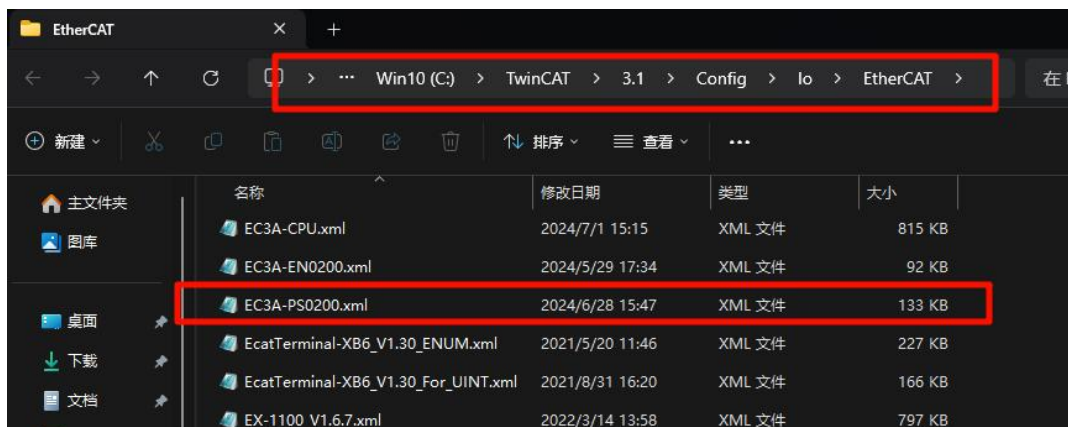 EtherCAT
Win10 (C:) > TwinCAT > 3.1 > Config > Io > EtherCAT > 在
新建 排序 查看 •••
主文件夹
图库
桌面
下载
文档
名称 修改日期 类型 大小
EC3A-CPU.xml 2024/7/1 15:15 XML 文件 815 KB
EC3A-EN0200.xml 2024/5/29 17:34 XML 文件 92 KB
EC3A-PS0200.xml 2024/6/28 15:47 XML 文件 133 KB
EcatTerminal-XB6_V1.30_ENUM.xml 2021/5/20 11:46 XML 文件 227 KB
EcatTerminal-XB6_V1.30_For_UINT.xml 2021/8/31 16:20 XML 文件 166 KB
EX-1100 V1.6.7.xml 2022/3/14 13:58 XML 文件 797 KB